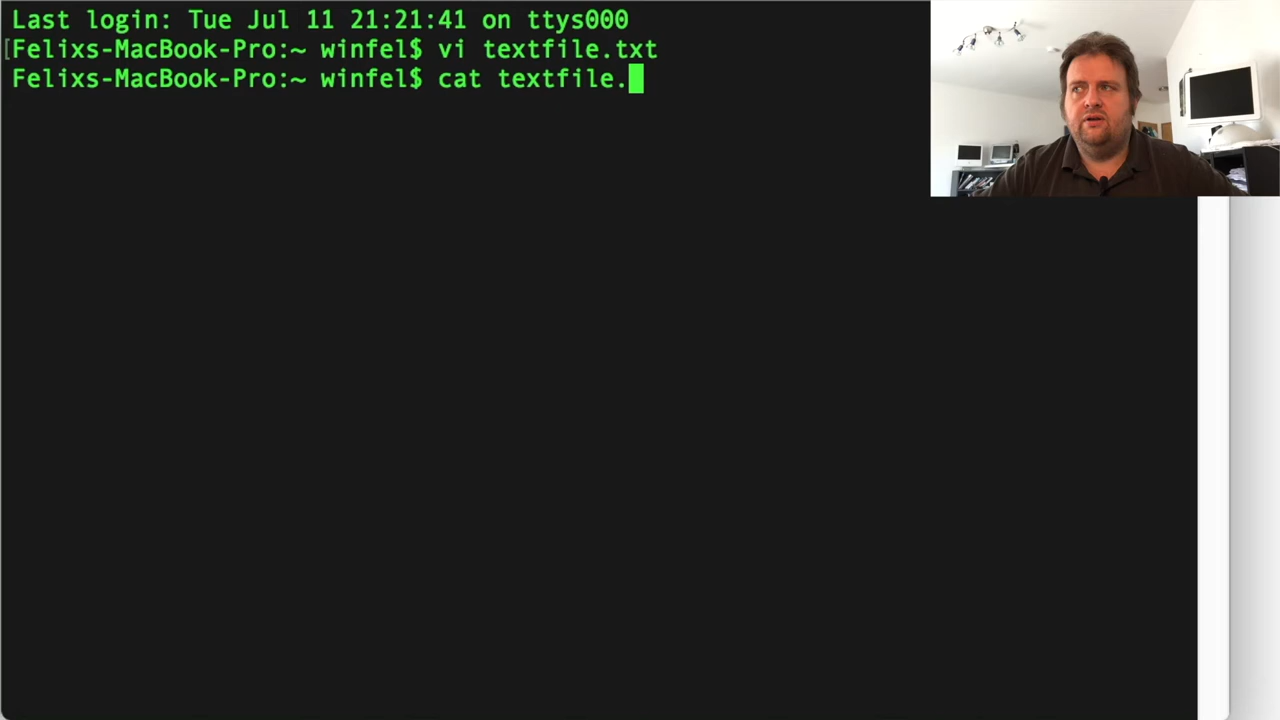 Last login: Tue Jul 11 21:21:41 on ttys000
[Felixs-MacBook-Pro:~ winfel$ vi textfile.txt
Felixs-MacBook-Pro:~ winfel$ cat textfile.